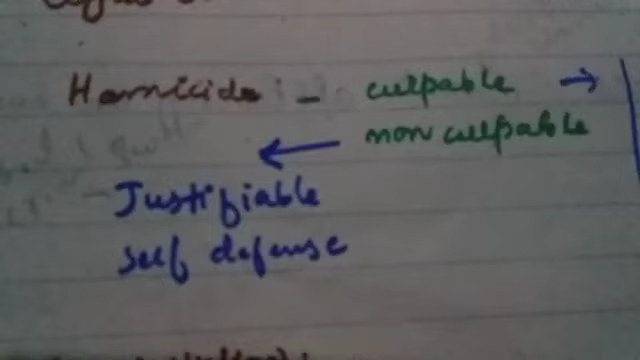 Homicide : - culpable →
non culpable
←
Justifiable
self defense